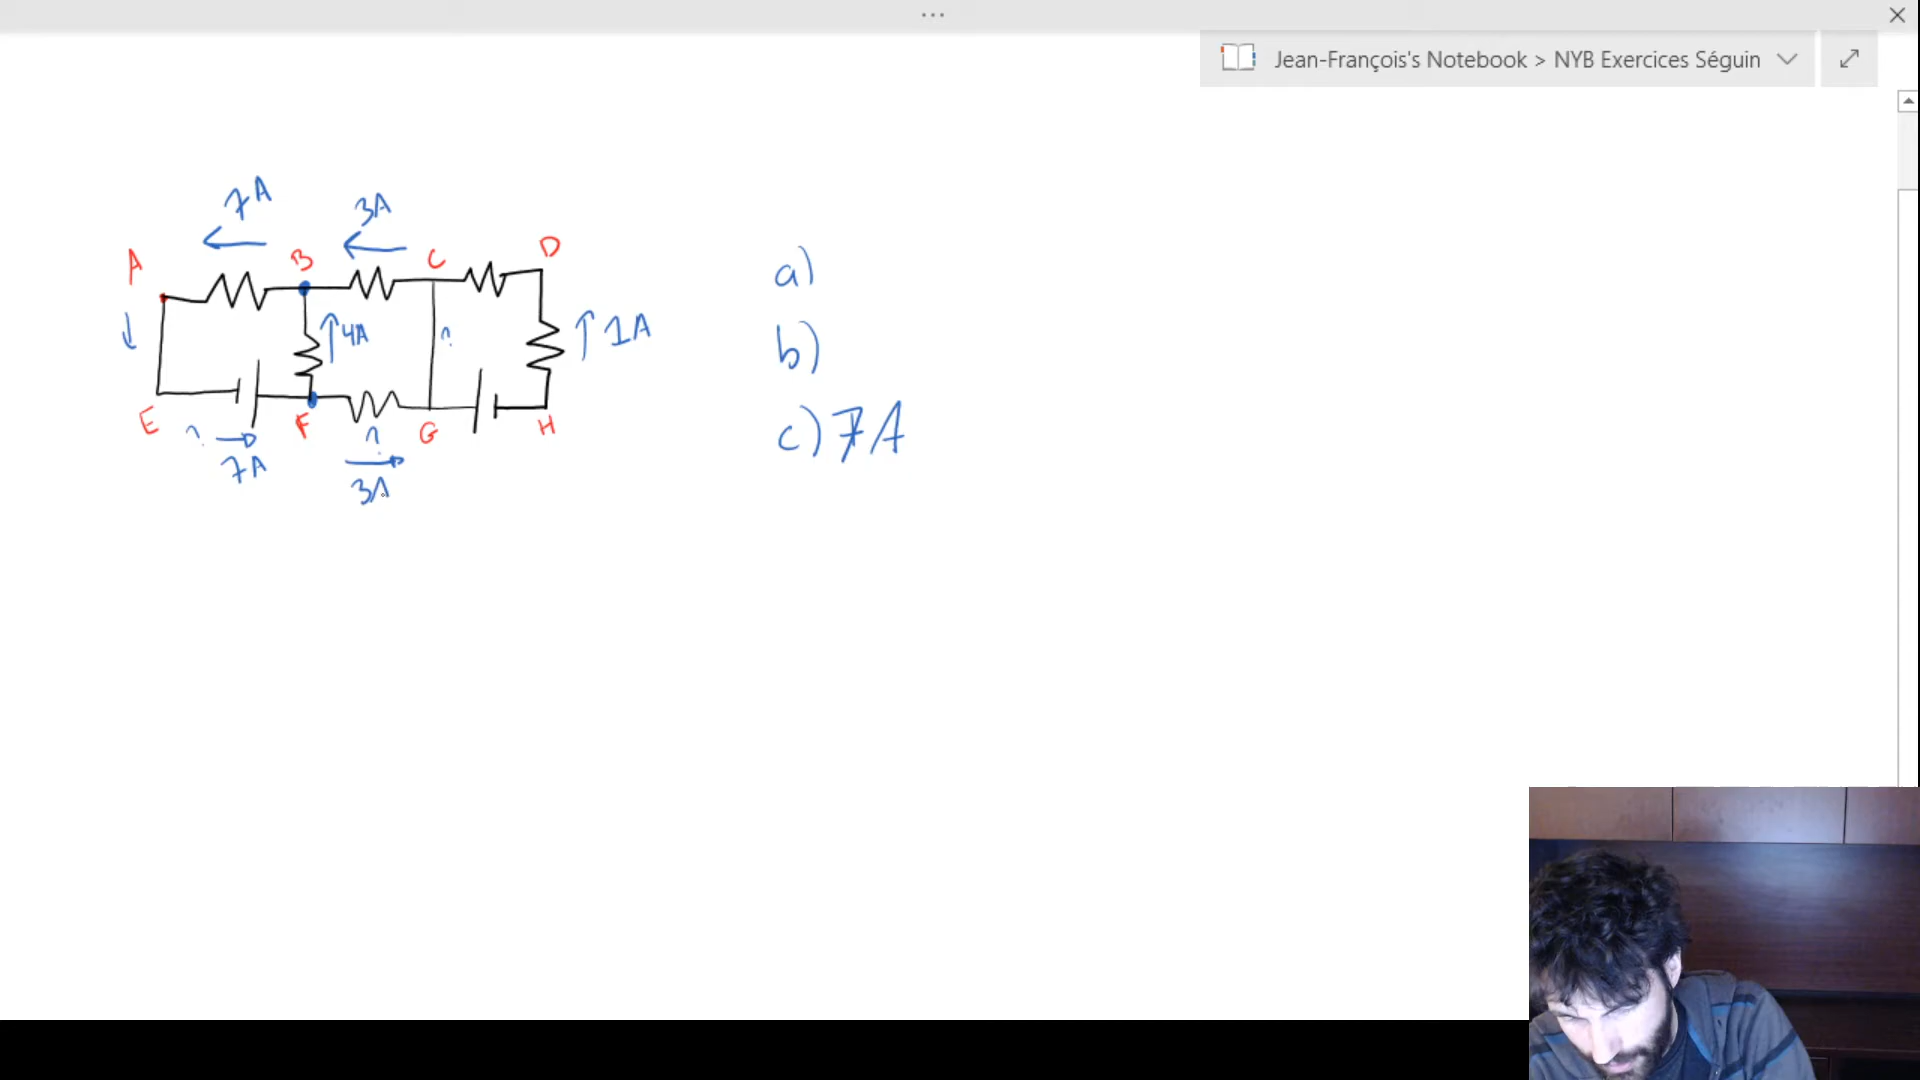 Jean-François's Notebook > NYB Exercices Séguin
7A
3A
A
B
C
D
4A
?
1A
E
F
G
H
?
7A
?
3A
a)
b)
c) 7A